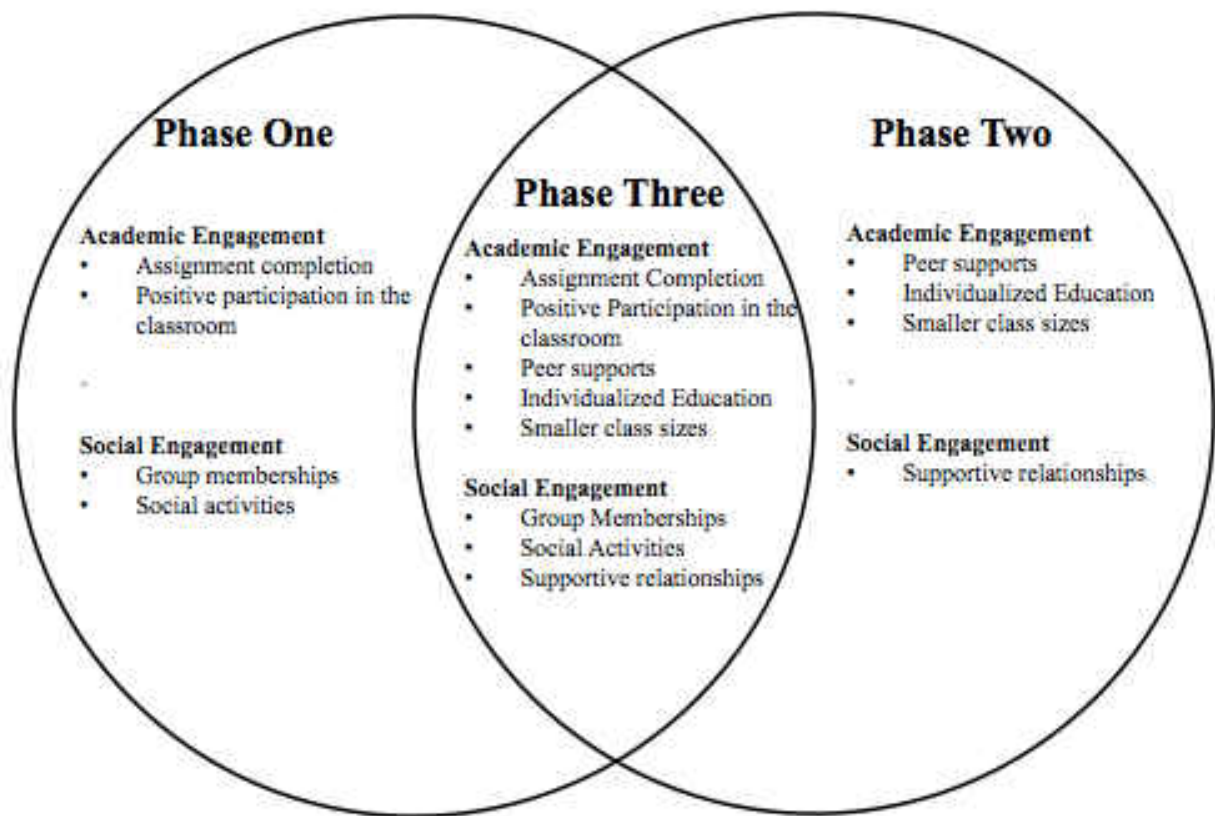 Phase One
Academic Engagement
• Assignment completion
• Positive participation in the
classroom
Social Engagement
• Group memberships
• Social activities
Phase Three
Academic Engagement
• Assignment Completion
• Positive Participation in the
classroom
• Peer supports
• Individualized Education
• Smaller class sizes
Social Engagement
• Group Memberships
• Social Activities
• Supportive relationships
Phase Two
Academic Engagement
• Peer supports
• Individualized Education
• Smaller class sizes
Social Engagement
• Supportive relationships